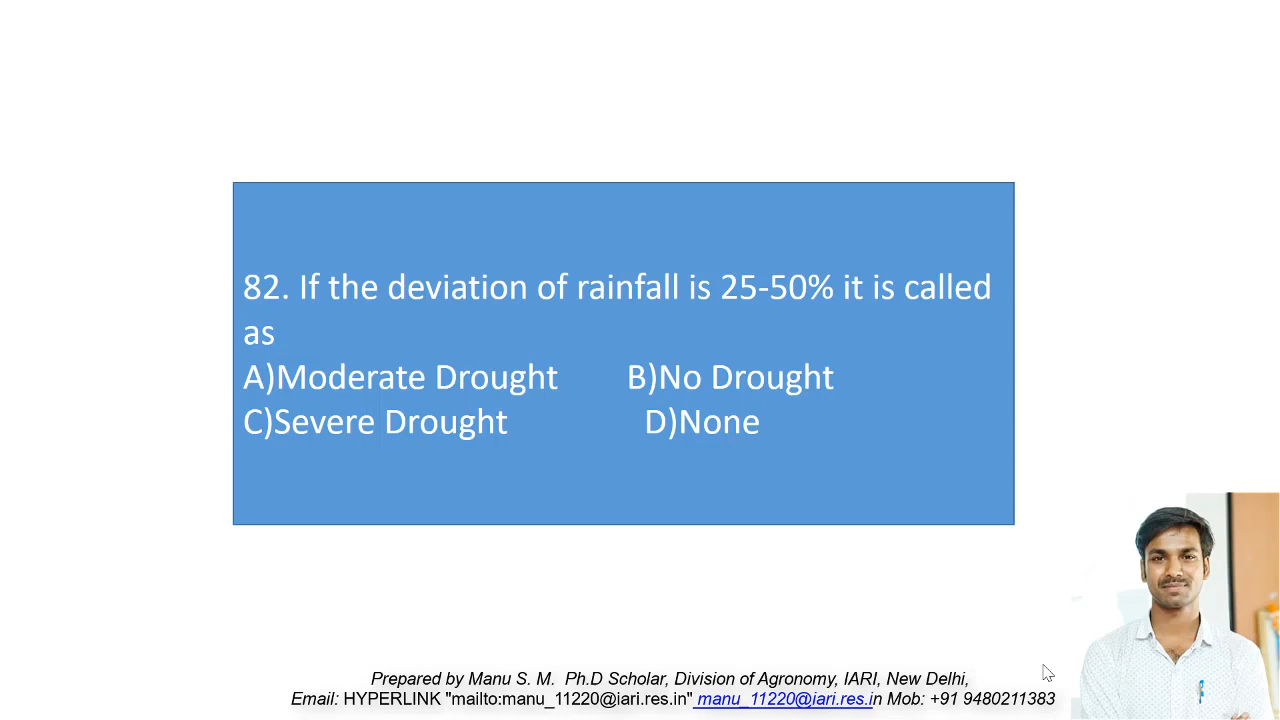 82. If the deviation of rainfall is 25-50% it is called
as
A)Moderate Drought B)No Drought
C)Severe Drought D)None
Prepared by Manu S. M. Ph.D Scholar, Division of Agronomy, IARI, New Delhi,
Email: HYPERLINK "mailto:manu_11220@iari.res.in" manu_11220@iari.res.in Mob: +91 9480211383